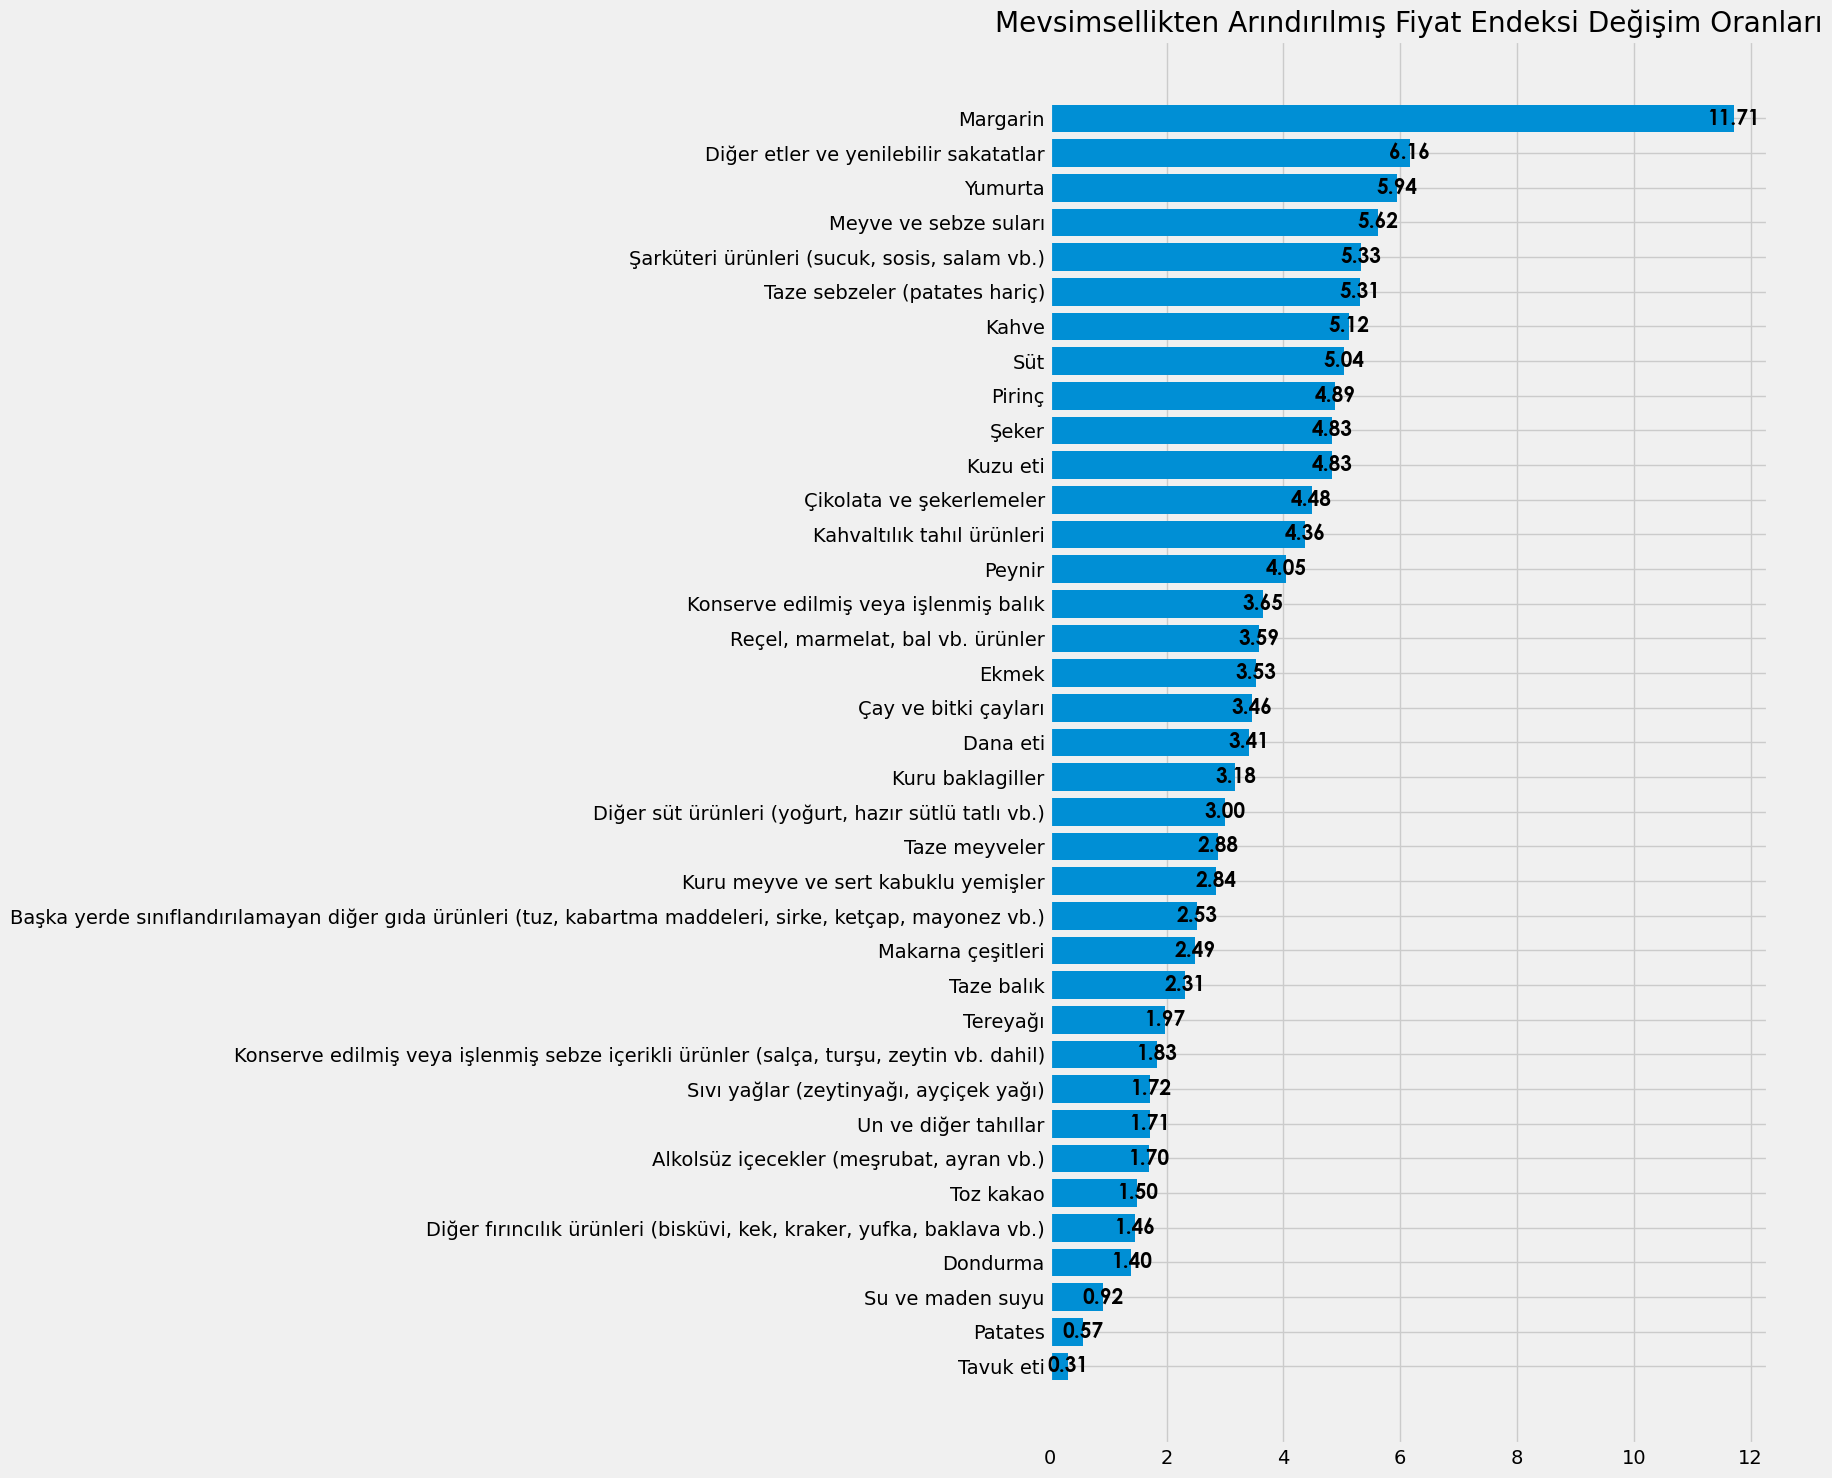 Mevsimsellikten Arındırılmış Fiyat Endeksi Değişim Oranları
Margarin 11.71
Diğer etler ve yenilebilir sakatatlar 6.16
Yumurta 5.94
Meyve ve sebze suları 5.62
Şarküteri ürünleri (sucuk, sosis, salam vb.) 5.33
Taze sebzeler (patates hariç) 5.31
Kahve 5.12
Süt 5.04
Pirinç 4.89
Şeker 4.83
Kuzu eti 4.83
Çikolata ve şekerlemeler 4.48
Kahvaltılık tahıl ürünleri 4.36
Peynir 4.05
Konserve edilmiş veya işlenmiş balık 3.65
Reçel, marmelat, bal vb. ürünler 3.59
Ekmek 3.53
Çay ve bitki çayları 3.46
Dana eti 3.41
Kuru baklagiller 3.18
Diğer süt ürünleri (yoğurt, hazır sütlü tatlı vb.) 3.00
Taze meyveler 2.88
Kuru meyve ve sert kabuklu yemişler 2.84
Başka yerde sınıflandırılamayan diğer gıda ürünleri (tuz, kabartma maddeleri, sirke, ketçap, mayonez vb.) 2.53
Makarna çeşitleri 2.49
Taze balık 2.31
Tereyağı 1.97
Konserve edilmiş veya işlenmiş sebze içerikli ürünler (salça, turşu, zeytin vb. dahil) 1.83
Sıvı yağlar (zeytinyağı, ayçiçek yağı) 1.72
Un ve diğer tahıllar 1.71
Alkolsüz içecekler (meşrubat, ayran vb.) 1.70
Toz kakao 1.50
Diğer fırıncılık ürünleri (bisküvi, kek, kraker, yufka, baklava vb.) 1.46
Dondurma 1.40
Su ve maden suyu 0.92
Patates 0.57
Tavuk eti 0.31
0 2 4 6 8 10 12